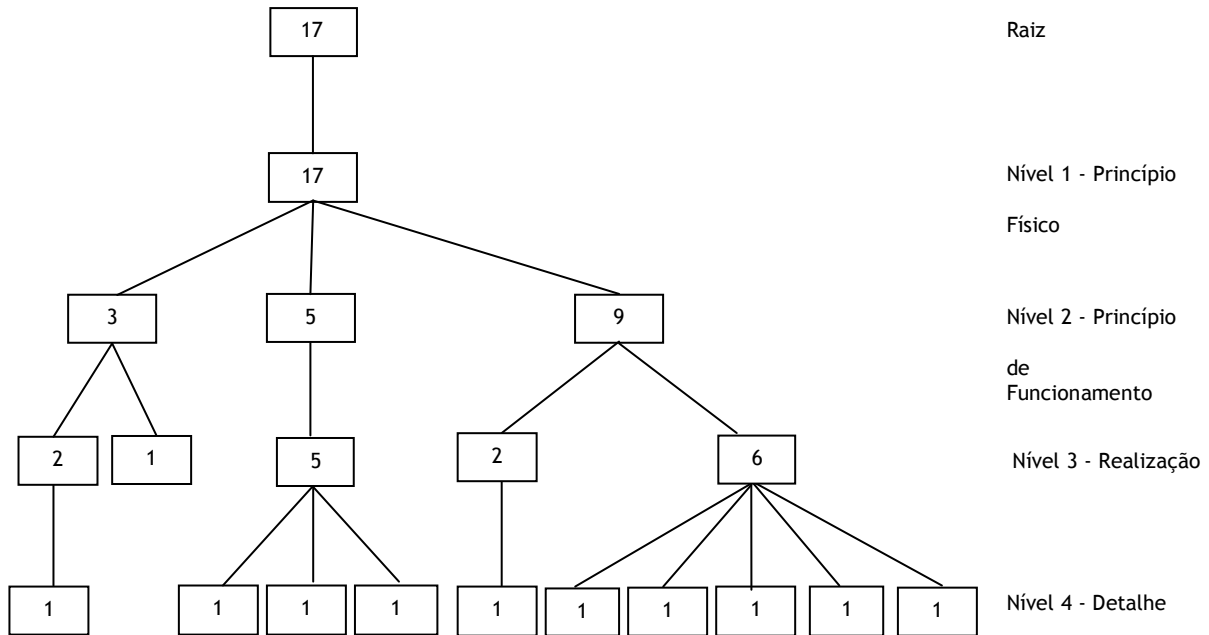 17
Raiz
17
Nível 1 - Princípio
Físico
3
5
9
Nível 2 - Princípio
de
Funcionamento
2
1
5
2
6
Nível 3 - Realização
1
1
1
1
1
1
1
1
1
1
Nível 4 - Detalhe